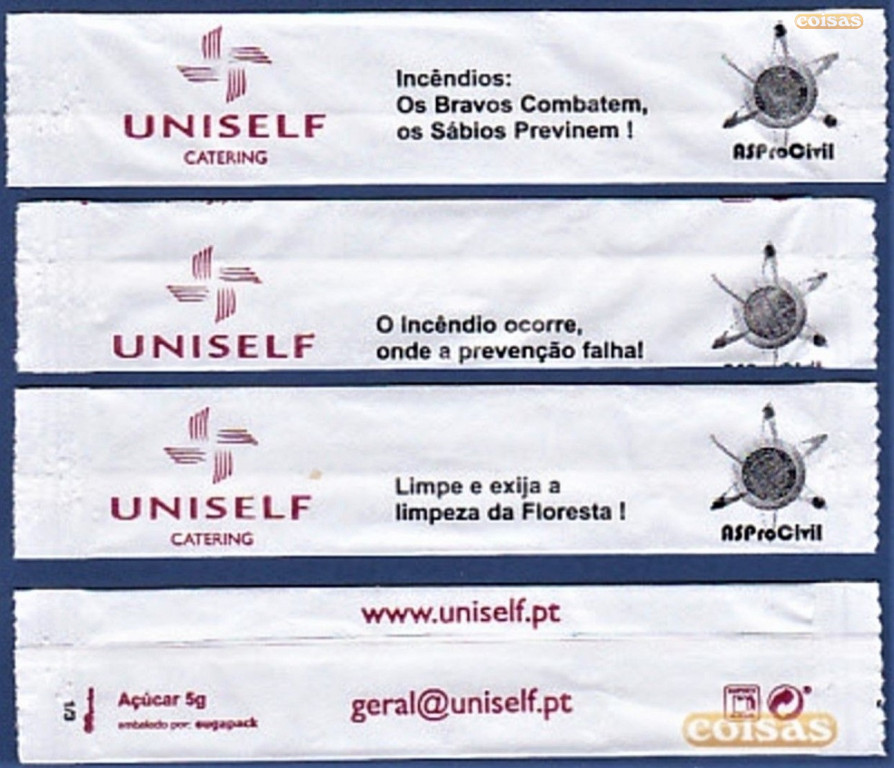 coisas
UNISELF
CATERING
Incêndios:
Os Bravos Combatem,
os Sábios Previnem !
ASProCivil
UNISELF
O incêndio ocorre,
onde a prevenção falha!
UNISELF
CATERING
Limpe e exija a
limpeza da Floresta !
ASProCivil
www.uniself.pt
Açúcar 5g
embalado por: sugapack
geral@uniself.pt
coisas